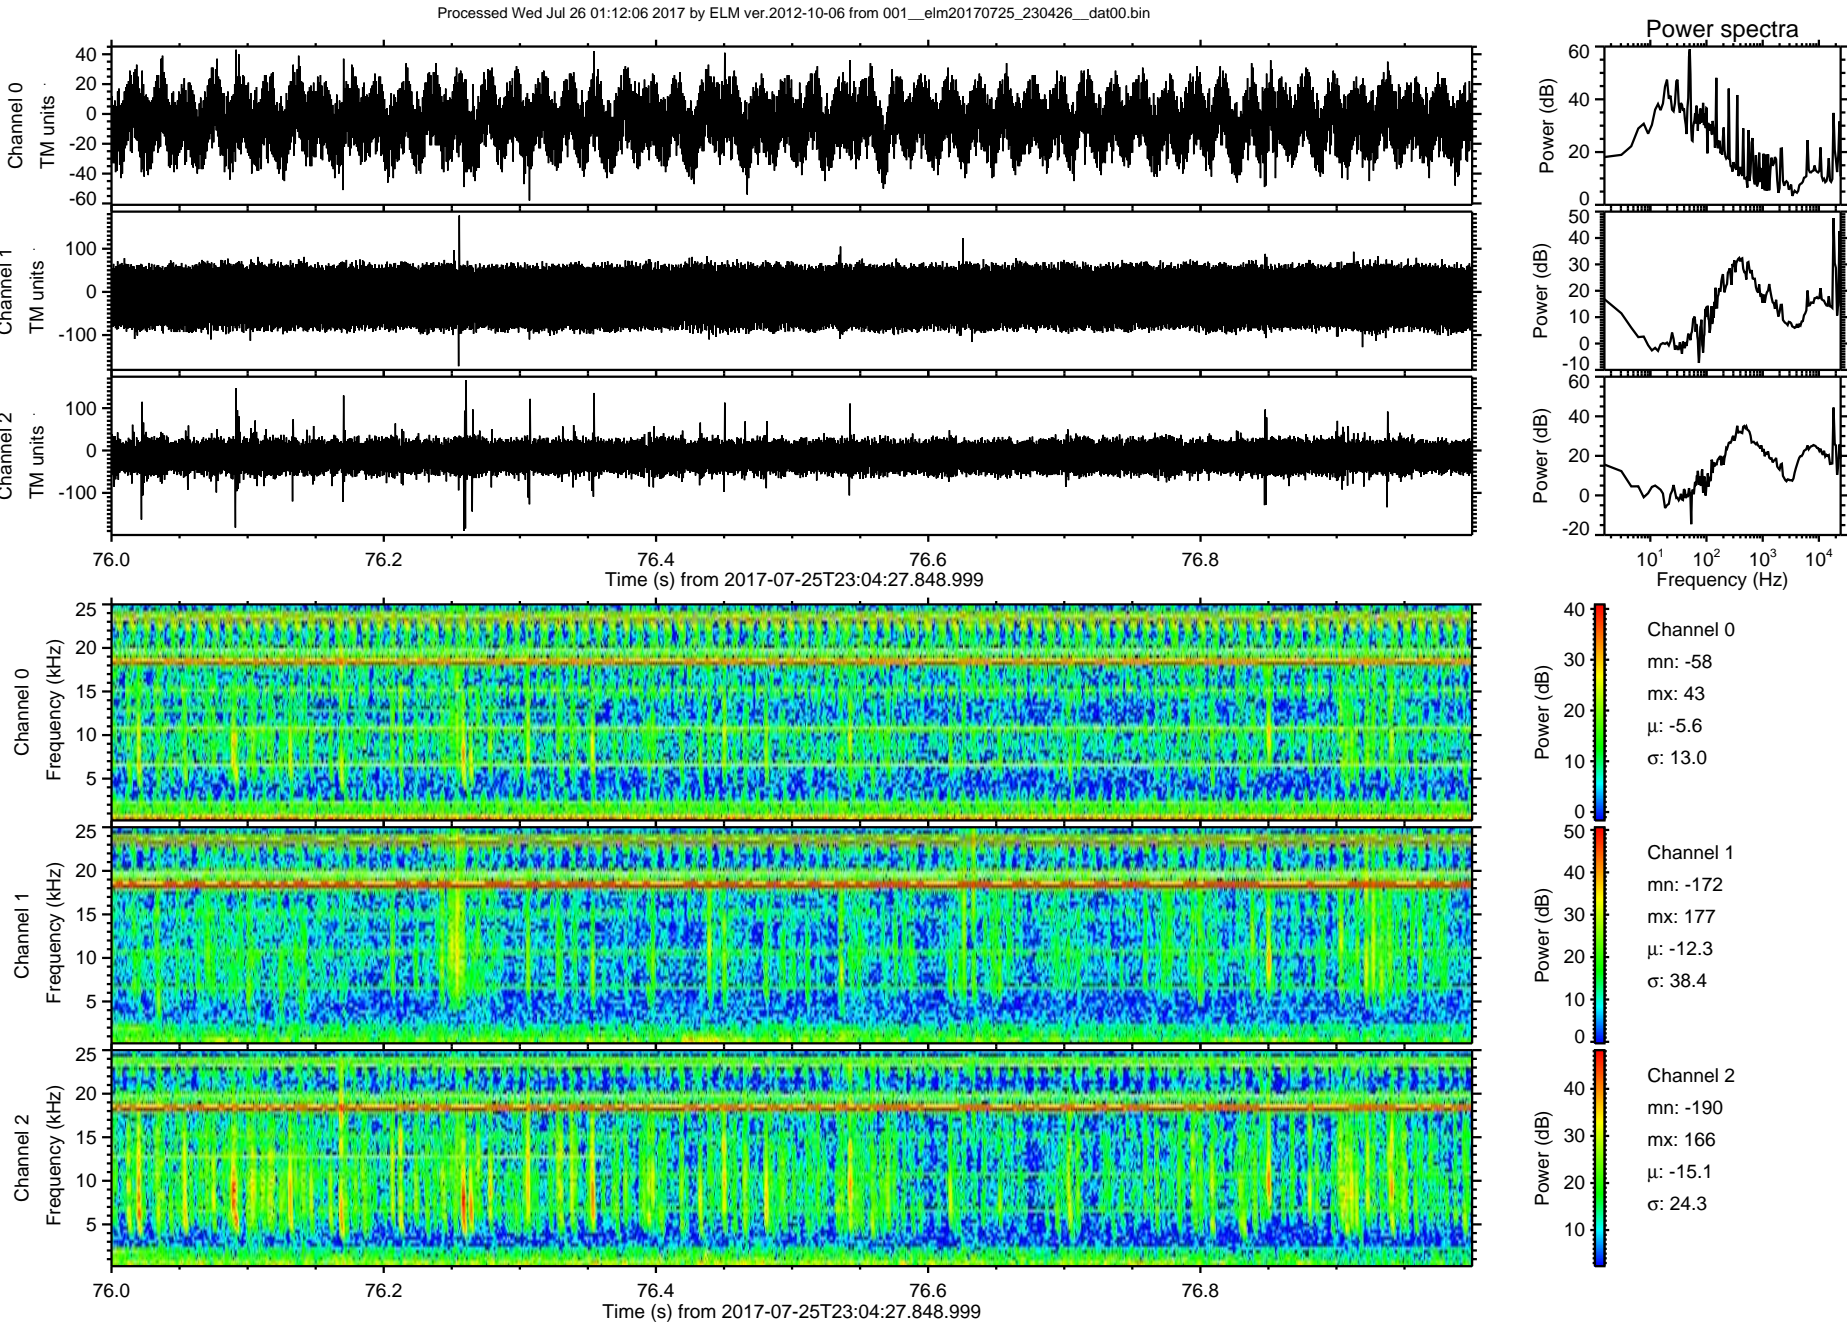 Processed Wed Jul 26 01:12:06 2017 by ELM ver.2012-10-06 from 001__elm20170725_230426__dat00.bin
Power spectra
Channel 0
TM units
40
20
0
-20
-40
-60
Power (dB)
60
40
20
0
Channel 1
TM units
100
0
-100
Power (dB)
50
40
30
20
10
0
-10
Channel 2
TM units
100
0
-100
Power (dB)
60
40
20
0
-20
76.0 76.2 76.4 76.6 76.8
Time (s) from 2017-07-25T23:04:27.848.999
10¹ 10² 10³ 10⁴
Frequency (Hz)
Channel 0
Frequency (kHz)
25
20
15
10
5
Power (dB)
40
30
20
10
0
Channel 0
mn: -58
mx: 43
μ: -5.6
σ: 13.0
Channel 1
Frequency (kHz)
25
20
15
10
5
Power (dB)
50
40
30
20
10
0
Channel 1
mn: -172
mx: 177
μ: -12.3
σ: 38.4
Channel 2
Frequency (kHz)
25
20
15
10
5
Power (dB)
40
30
20
10
Channel 2
mn: -190
mx: 166
μ: -15.1
σ: 24.3
76.0 76.2 76.4 76.6 76.8
Time (s) from 2017-07-25T23:04:27.848.999